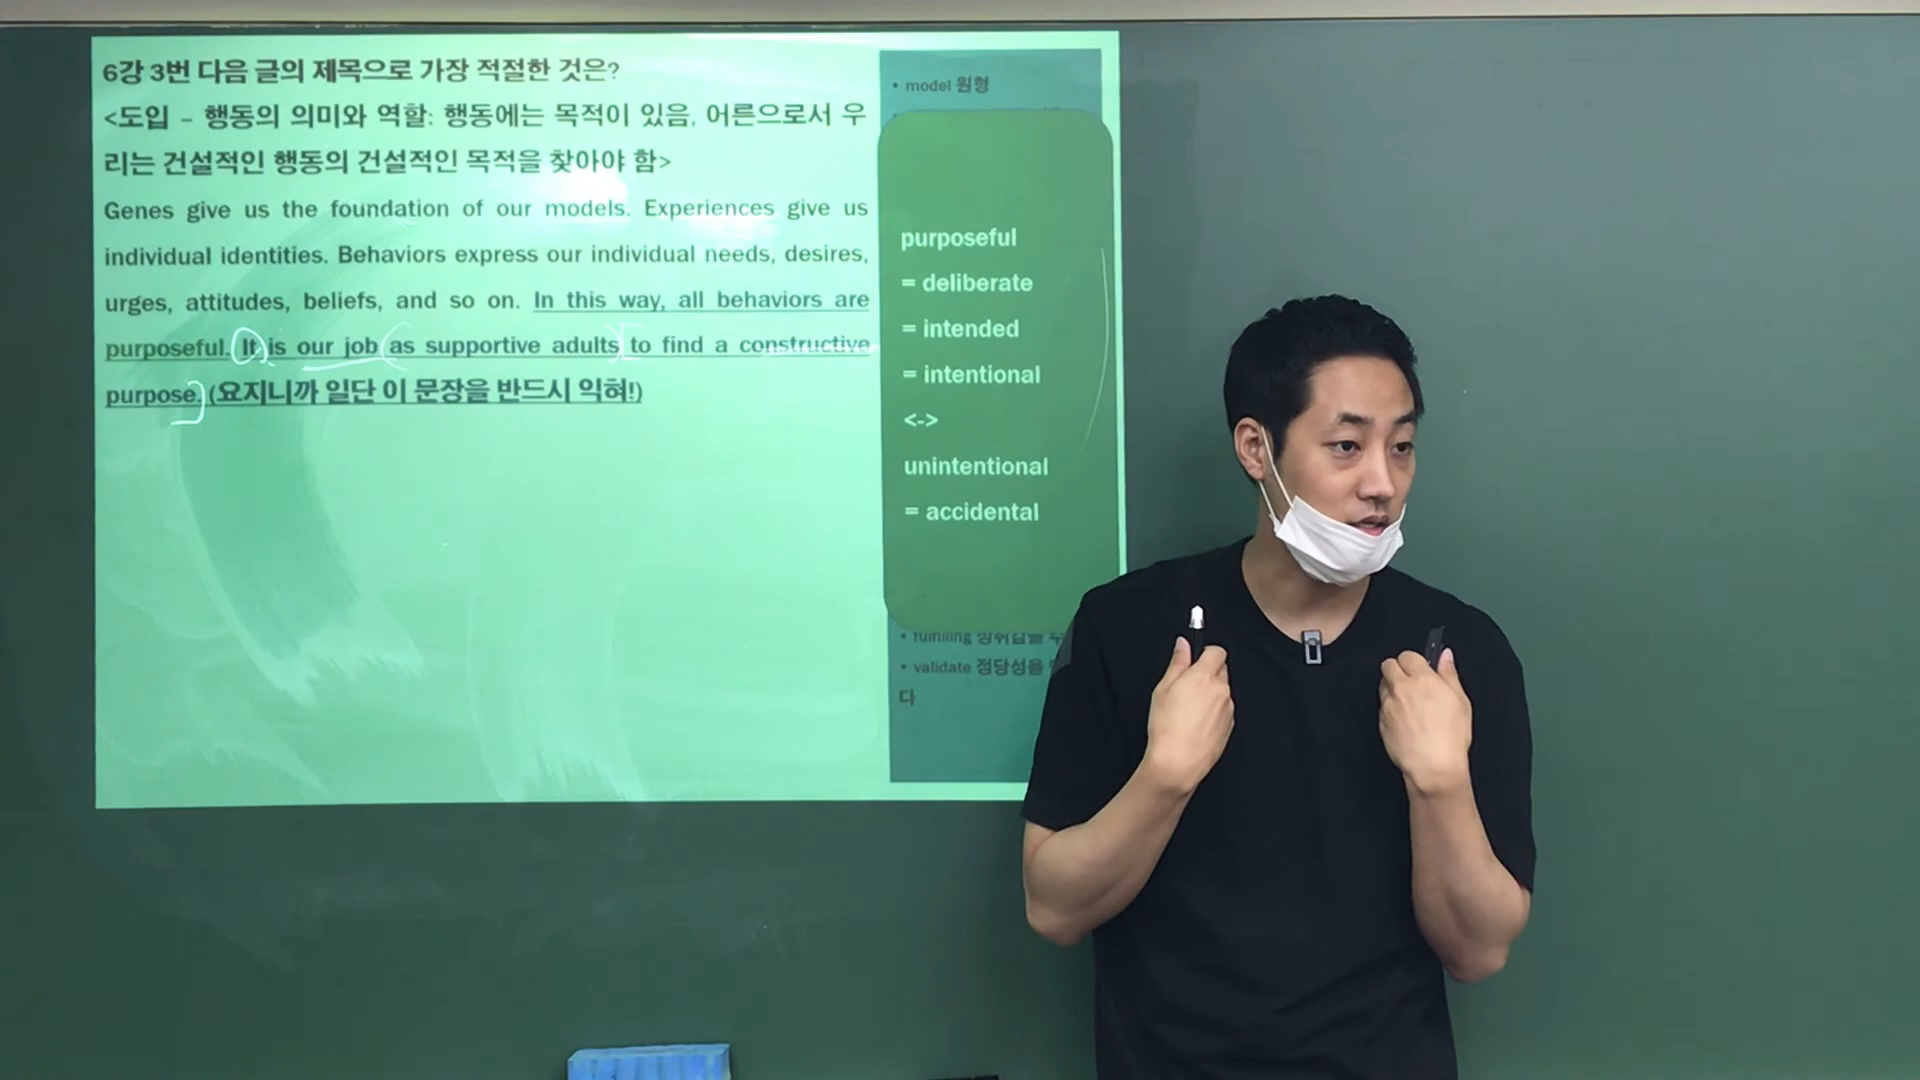 6강 3번 다음 글의 제목으로 가장 적절한 것은?
<도입 – 행동의 의미와 역할: 행동에는 목적이 있음, 어른으로서 우
리는 건설적인 행동의 건설적인 목적을 찾아야 함>
Genes give us the foundation of our models. Experiences give us
individual identities. Behaviors express our individual needs, desires,
urges, attitudes, beliefs, and so on. In this way, all behaviors are
purposeful. It is our job as supportive adults to find a constructive
purpose. (요지니까 일단 이 문장을 반드시 익혀!)
• model 원형
purposeful
= deliberate
= intended
= intentional
<->
unintentional
= accidental
• fulfilling 성취감을
• validate 정당성을
다